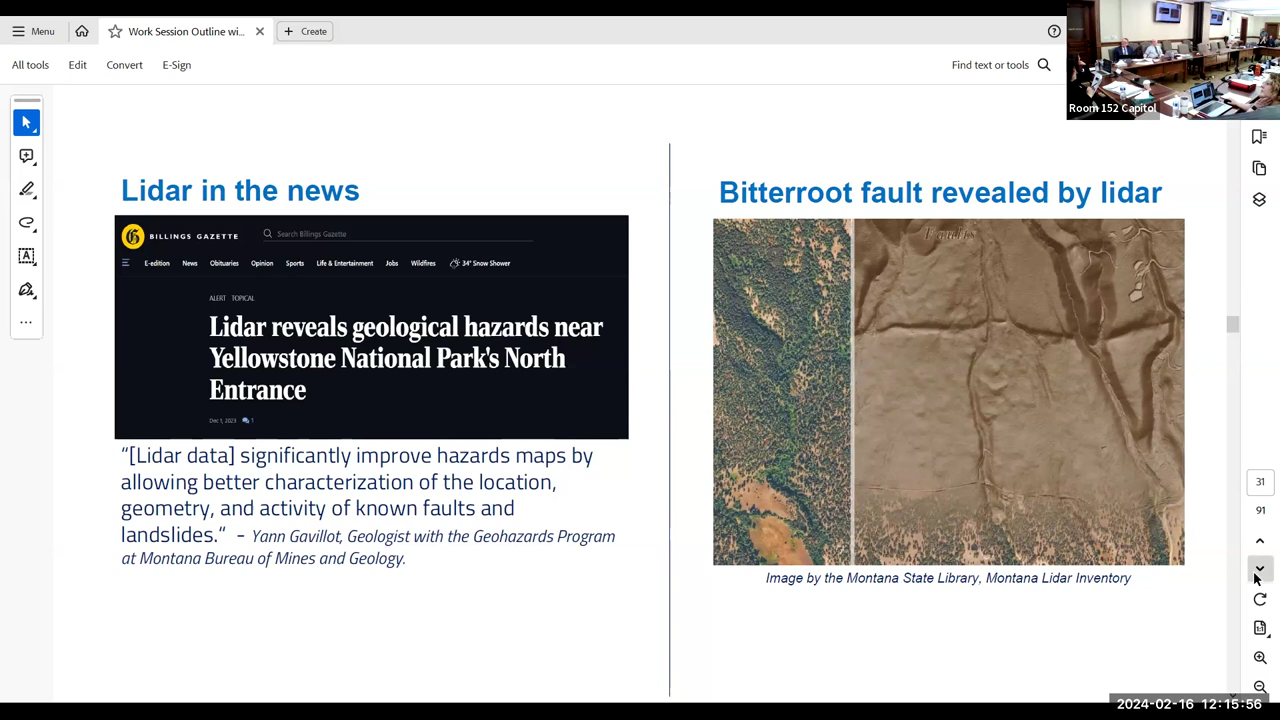 Menu
Work Session Outline wi...
Create
All tools
Edit
Convert
E-Sign
Find text or tools
Room 152 Capitol
Lidar in the news
BILLINGS GAZETTE
Search Billings Gazette
E-edition News Obituaries Opinion Sports Life & Entertainment Jobs Wildfires 34° Snow Shower
ALERT TOPICAL
Lidar reveals geological hazards near
Yellowstone National Park's North
Entrance
Dec 1, 2023 1
“[Lidar data] significantly improve hazards maps by
allowing better characterization of the location,
geometry, and activity of known faults and
landslides.“ - Yann Gavillot, Geologist with the Geohazards Program
at Montana Bureau of Mines and Geology.
Bitterroot fault revealed by lidar
Faults
Image by the Montana State Library, Montana Lidar Inventory
31
91
2024-02-16 12:15:56